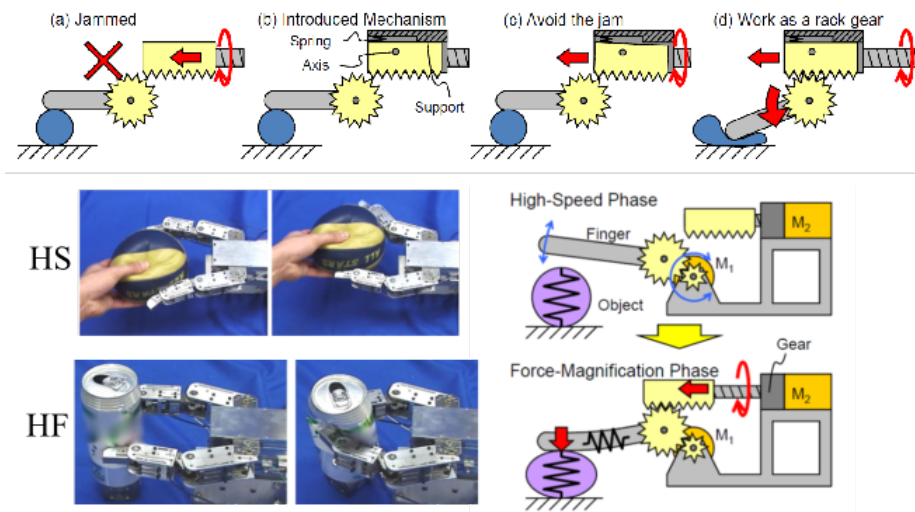 (a) Jammed
(b) Introduced Mechanism
(c) Avoid the jam
(d) Work as a rack gear
Spring
Axis
Support
HS
HF
High-Speed Phase
Finger
M2
M1
Object
Gear
Force-Magnification Phase
M2
M1